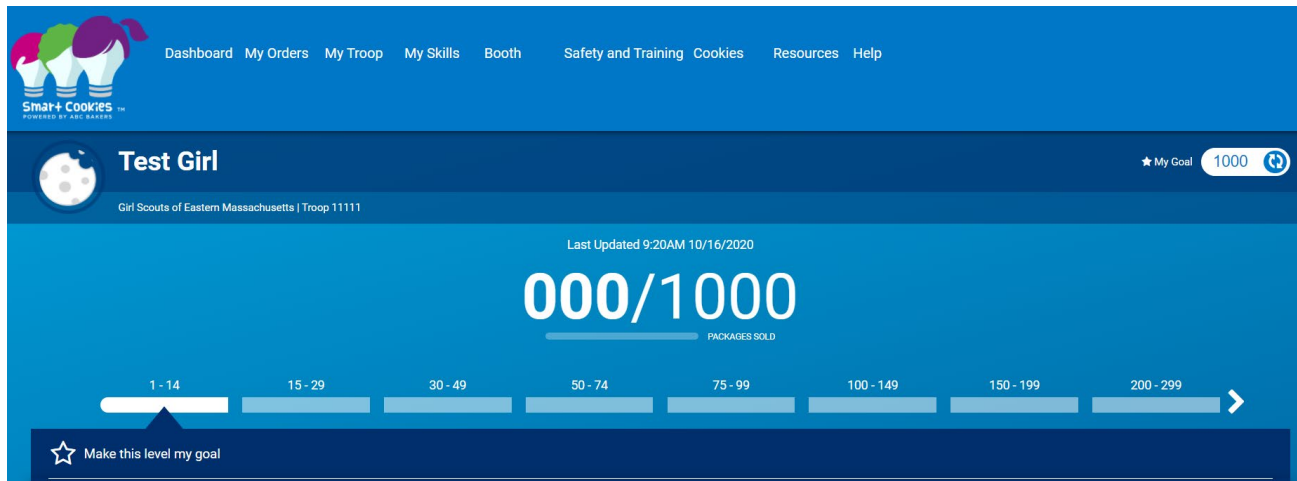 Dashboard My Orders My Troop My Skills Booth Safety and Training Cookies Resources Help
Smart Cookies TM
POWERED BY ABC BAKERS
Test Girl
My Goal 1000
Girl Scouts of Eastern Massachusetts | Troop 11111
Last Updated 9:20AM 10/16/2020
000/1000
PACKAGES SOLD
1 - 14 15 - 29 30 - 49 50 - 74 75 - 99 100 - 149 150 - 199 200 - 299
Make this level my goal